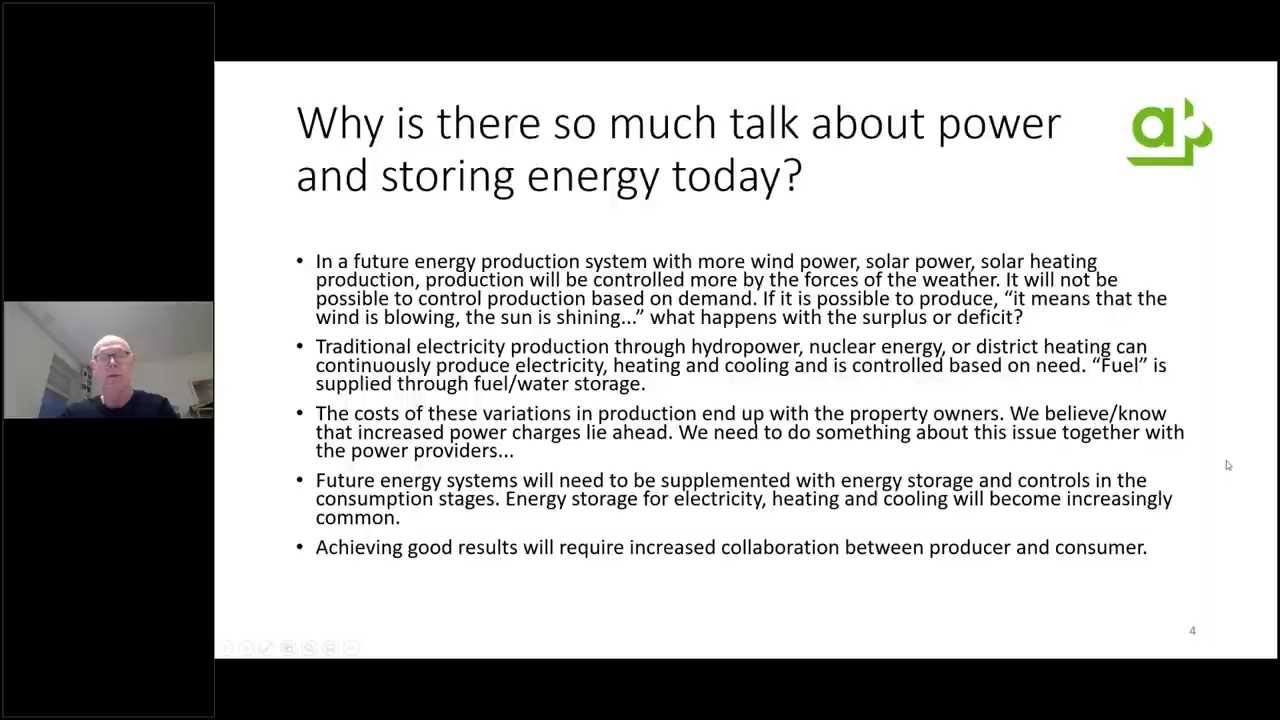 Why is there so much talk about power
and storing energy today?
• In a future energy production system with more wind power, solar power, solar heating
production, production will be controlled more by the forces of the weather. It will not be
possible to control production based on demand. If it is possible to produce, “it means that the
wind is blowing, the sun is shining...” what happens with the surplus or deficit?
• Traditional electricity production through hydropower, nuclear energy, or district heating can
continuously produce electricity, heating and cooling and is controlled based on need. “Fuel” is
supplied through fuel/water storage.
• The costs of these variations in production end up with the property owners. We believe/know
that increased power charges lie ahead. We need to do something about this issue together with
the power providers...
• Future energy systems will need to be supplemented with energy storage and controls in the
consumption stages. Energy storage for electricity, heating and cooling will become increasingly
common.
• Achieving good results will require increased collaboration between producer and consumer.
4